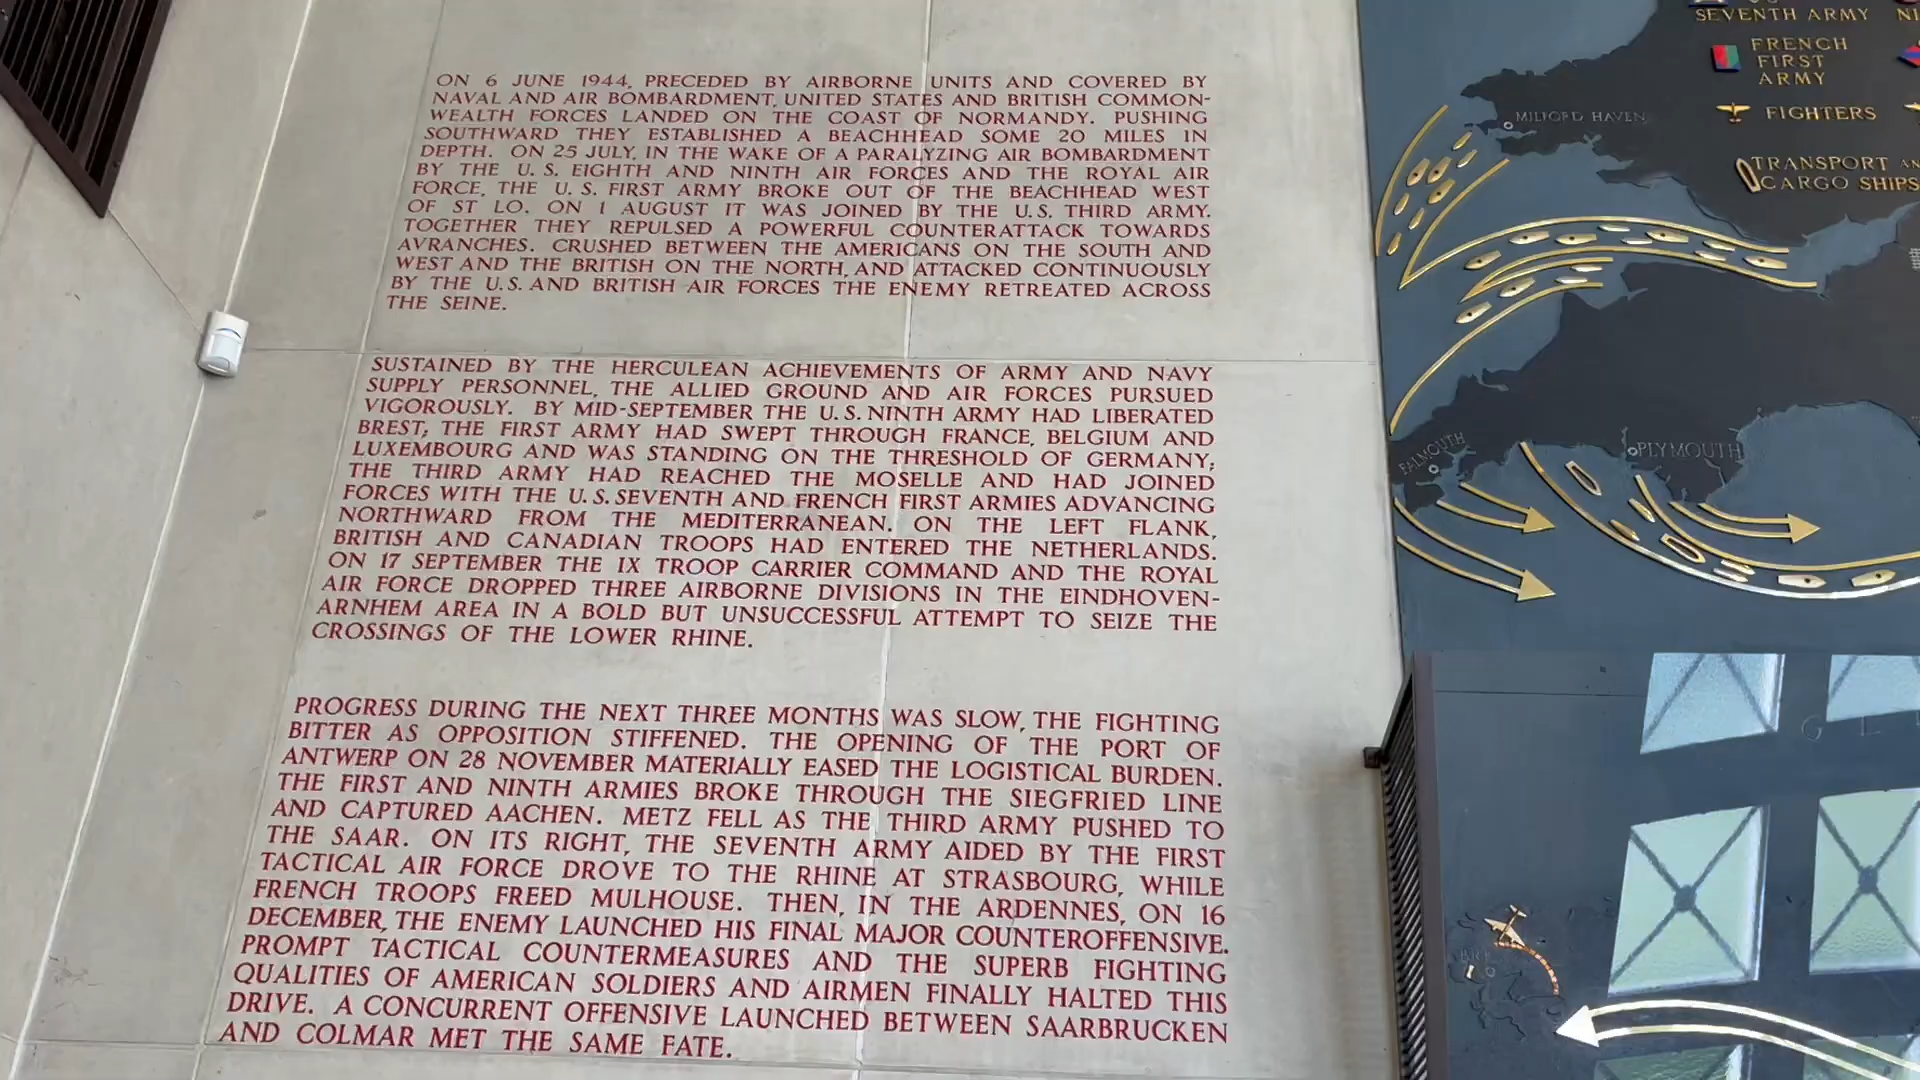 ON 6 JUNE 1944, PRECEDED BY AIRBORNE UNITS AND COVERED BY
NAVAL AND AIR BOMBARDMENT, UNITED STATES AND BRITISH COMMON-
WEALTH FORCES LANDED ON THE COAST OF NORMANDY. PUSHING
SOUTHWARD THEY ESTABLISHED A BEACHHEAD SOME 20 MILES IN
DEPTH. ON 25 JULY, IN THE WAKE OF A PARALYZING AIR BOMBARDMENT
BY THE U.S. EIGHTH AND NINTH AIR FORCES AND THE ROYAL AIR
FORCE, THE U.S. FIRST ARMY BROKE OUT OF THE BEACHHEAD WEST
OF ST LO. ON 1 AUGUST IT WAS JOINED BY THE U.S. THIRD ARMY.
TOGETHER THEY REPULSED A POWERFUL COUNTERATTACK TOWARDS
AVRANCHES. CRUSHED BETWEEN THE AMERICANS ON THE SOUTH AND
WEST AND THE BRITISH ON THE NORTH, AND ATTACKED CONTINUOUSLY
BY THE U.S. AND BRITISH AIR FORCES THE ENEMY RETREATED ACROSS
THE SEINE.
SUSTAINED BY THE HERCULEAN ACHIEVEMENTS OF ARMY AND NAVY
SUPPLY PERSONNEL, THE ALLIED GROUND AND AIR FORCES PURSUED
VIGOROUSLY. BY MID-SEPTEMBER THE U.S. NINTH ARMY HAD LIBERATED
BREST; THE FIRST ARMY HAD SWEPT THROUGH FRANCE, BELGIUM AND
LUXEMBOURG AND WAS STANDING ON THE THRESHOLD OF GERMANY;
THE THIRD ARMY HAD REACHED THE MOSELLE AND HAD JOINED
FORCES WITH THE U.S. SEVENTH AND FRENCH FIRST ARMIES ADVANCING
NORTHWARD FROM THE MEDITERRANEAN. ON THE LEFT FLANK,
BRITISH AND CANADIAN TROOPS HAD ENTERED THE NETHERLANDS.
ON 17 SEPTEMBER THE IX TROOP CARRIER COMMAND AND THE ROYAL
AIR FORCE DROPPED THREE AIRBORNE DIVISIONS IN THE EINDHOVEN-
ARNHEM AREA IN A BOLD BUT UNSUCCESSFUL ATTEMPT TO SEIZE THE
CROSSINGS OF THE LOWER RHINE.
PROGRESS DURING THE NEXT THREE MONTHS WAS SLOW, THE FIGHTING
BITTER AS OPPOSITION STIFFENED. THE OPENING OF THE PORT OF
ANTWERP ON 28 NOVEMBER MATERIALLY EASED THE LOGISTICAL BURDEN.
THE FIRST AND NINTH ARMIES BROKE THROUGH THE SIEGFRIED LINE
AND CAPTURED AACHEN. METZ FELL AS THE THIRD ARMY PUSHED TO
THE SAAR. ON ITS RIGHT, THE SEVENTH ARMY AIDED BY THE FIRST
TACTICAL AIR FORCE DROVE TO THE RHINE AT STRASBOURG, WHILE
FRENCH TROOPS FREED MULHOUSE. THEN, IN THE ARDENNES, ON 16
DECEMBER, THE ENEMY LAUNCHED HIS FINAL MAJOR COUNTEROFFENSIVE.
PROMPT TACTICAL COUNTERMEASURES AND THE SUPERB FIGHTING
QUALITIES OF AMERICAN SOLDIERS AND AIRMEN FINALLY HALTED THIS
DRIVE. A CONCURRENT OFFENSIVE LAUNCHED BETWEEN SAARBRUCKEN
AND COLMAR MET THE SAME FATE.
SEVENTH ARMY
FRENCH
FIRST
ARMY
FIGHTERS
TRANSPORT
CARGO SHIPS
MILFORD HAVEN
FALMOUTH
PLYMOUTH